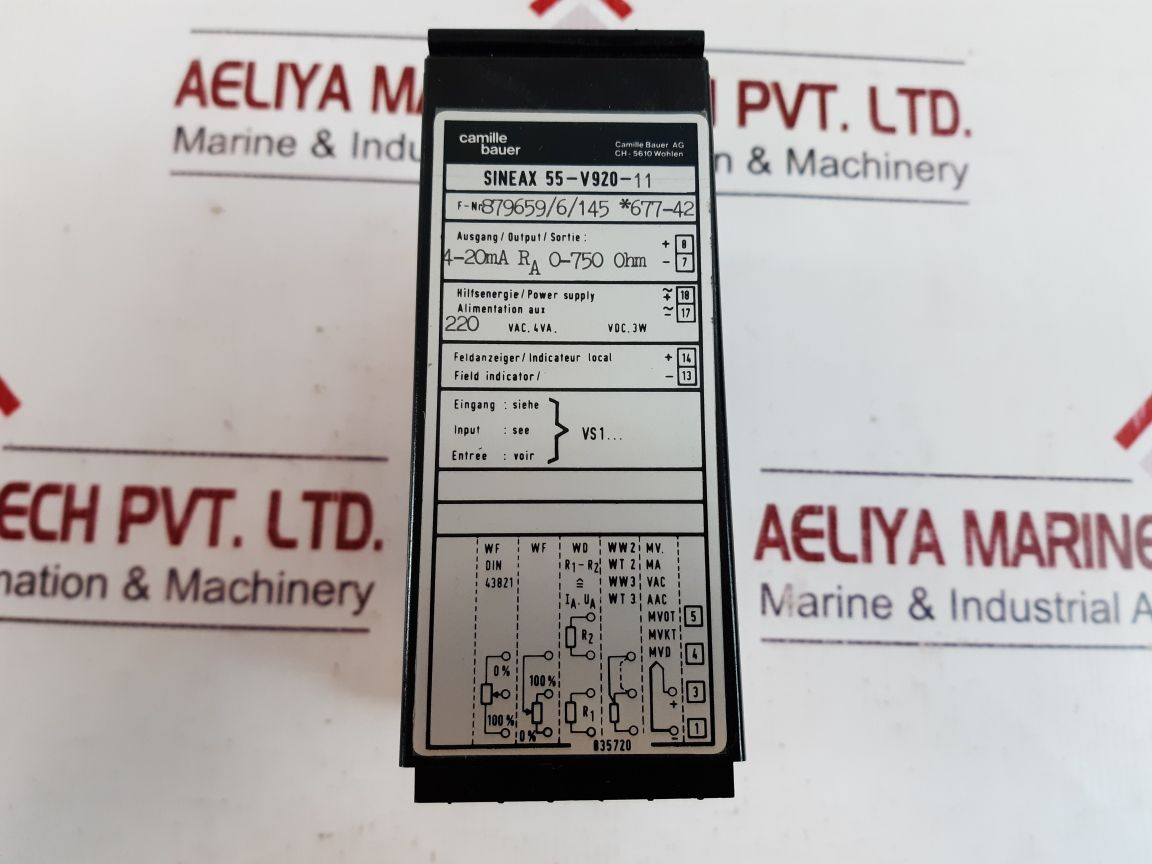 AELIYA MA
H PVT. LTD.
Marine & Indu
n & Machinery
camille
bauer
Camille Bauer AG
CH - 5610 Wohlen
SINEAX 55-V920-11
F-Nr 879659/6/145 *677-42
Ausgang/Output/Sortie: + 8
4-20mA RA 0-750 Ohm - 7
Hilfsenergie/Power supply 18
Alimentation aux 17
220 VAC. 4VA. VDC. 3W
Feldanzeiger/Indicateur local + 14
Field indicator/ - 13
Eingang : siehe
Input : see } VS1...
Entrée : voir
WF WF WD WW2 MV.
DIN R1-R2 WT 2 MA
43821 ≙ WW3 VAC
IA. UA WT 3 AAC
MVOT 5
R2 MVKT
MVD 4
0%
100% 3
+
100% R1
0% - 1
835720
ECH PVT. LTD.
mation & Machinery
AELIYA MARINE
Marine & Industrial A